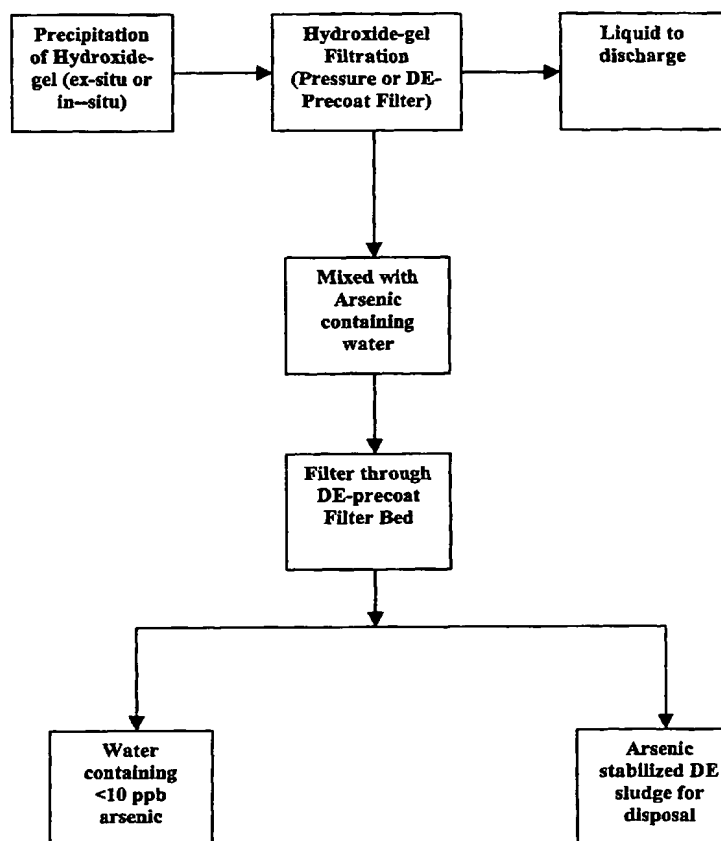 Precipitation
of Hydroxide-
gel (ex-situ or
in--situ)
Hydroxide-gel
Filtration
(Pressure or DE-
Precoat Filter)
Liquid to
discharge
Mixed with
Arsenic
containing
water
Filter through
DE-precoat
Filter Bed
Water
containing
<10 ppb
arsenic
Arsenic
stabilized DE
sludge for
disposal